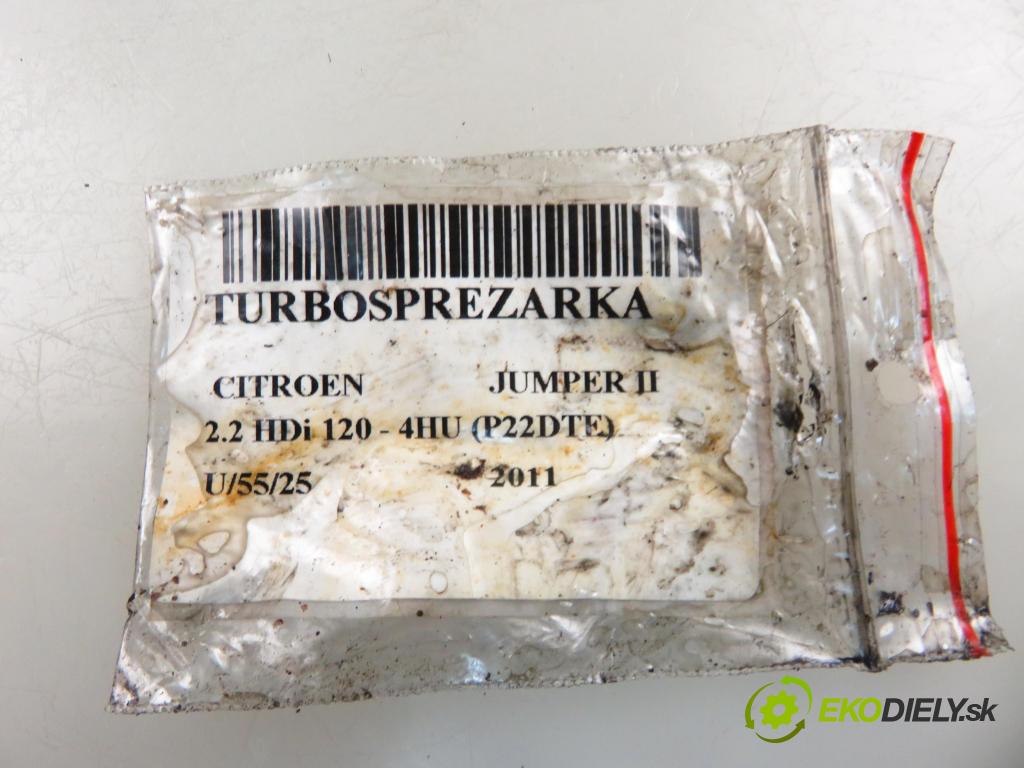 TURBOSPREZARKA
CITROEN JUMPER II
2.2 HDi 120 - 4HU (P22DTE)
U/55/25 2011
EKODIELY.sk